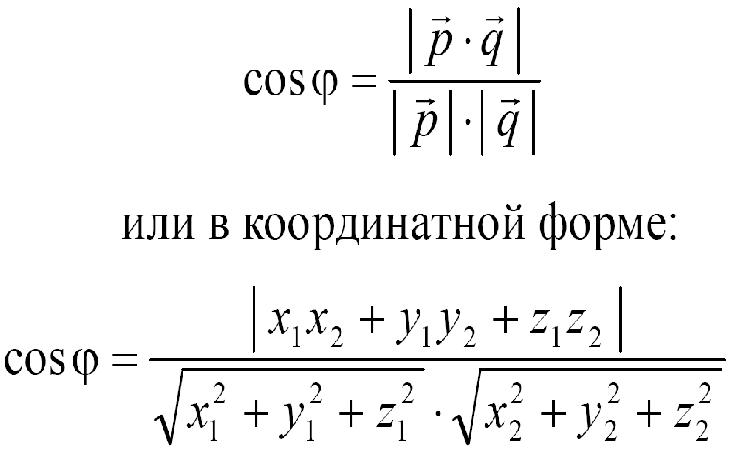 cos φ = |p⃗ · q⃗| / |p⃗| · |q⃗|
или в координатной форме:
cos φ = |x₁x₂ + y₁y₂ + z₁z₂| / √(x₁² + y₁² + z₁²) · √(x₂² + y₂² + z₂²)